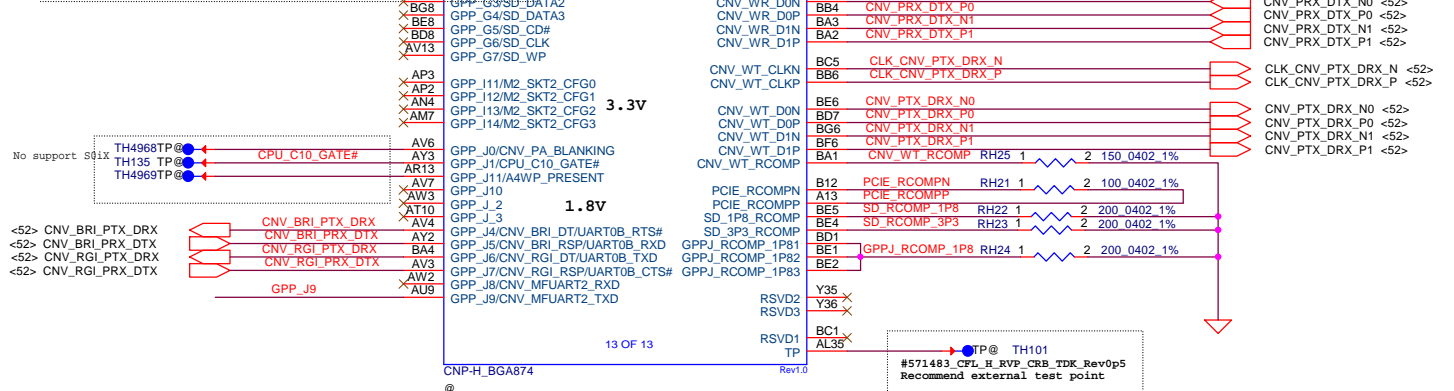 BG8 GPP_G3/SD_DATA2 CNV_WR_D0N CNV_PRX_DTX_N0 <52>
GPP_G4/SD_DATA3 CNV_WR_D0P BB4 CNV_PRX_DTX_P0 CNV_PRX_DTX_P0 <52>
BE8 GPP_G5/SD_CD# CNV_WR_D1N BA3 CNV_PRX_DTX_N1 CNV_PRX_DTX_N1 <52>
BD8 GPP_G6/SD_CLK CNV_WR_D1P BA2 CNV_PRX_DTX_P1 CNV_PRX_DTX_P1 <52>
AV13 GPP_G7/SD_WP
CNV_WT_CLKN BC5 CLK_CNV_PTX_DRX_N CLK_CNV_PTX_DRX_N <52>
AP3 GPP_I11/M2_SKT2_CFG0 CNV_WT_CLKP BB6 CLK_CNV_PTX_DRX_P CLK_CNV_PTX_DRX_P <52>
AP2 GPP_I12/M2_SKT2_CFG1
3.3V
AN4 GPP_I13/M2_SKT2_CFG2 CNV_WT_D0N BE6 CNV_PTX_DRX_N0 CNV_PTX_DRX_N0 <52>
AM7 GPP_I14/M2_SKT2_CFG3 CNV_WT_D0P BD7 CNV_PTX_DRX_P0 CNV_PTX_DRX_P0 <52>
CNV_WT_D1N BG6 CNV_PTX_DRX_N1 CNV_PTX_DRX_N1 <52>
TH4968 TP@ AV6 GPP_J0/CNV_PA_BLANKING CNV_WT_D1P BF6 CNV_PTX_DRX_P1 CNV_PTX_DRX_P1 <52>
No support S0iX TH135 TP@ CPU_C10_GATE# AY3 GPP_J1/CPU_C10_GATE# CNV_WT_RCOMP BA1 CNV_WT_RCOMP RH25 1 2 150_0402_1%
TH4969 TP@ AR13 GPP_J11/A4WP_PRESENT
AV7 GPP_J10 PCIE_RCOMPN B12 PCIE_RCOMPN RH21 1 2 100_0402_1%
AW3 GPP_J_2 PCIE_RCOMPP A13 PCIE_RCOMPP
1.8V
AT10 GPP_J_3 SD_1P8_RCOMP BE5 SD_RCOMP_1P8 RH22 1 2 200_0402_1%
<52> CNV_BRI_PTX_DRX CNV_BRI_PTX_DRX AV4 GPP_J4/CNV_BRI_DT/UART0B_RTS# SD_3P3_RCOMP BE4 SD_RCOMP_3P3 RH23 1 2 200_0402_1%
<52> CNV_BRI_PRX_DTX CNV_BRI_PRX_DTX AY2 GPP_J5/CNV_BRI_RSP/UART0B_RXD GPPJ_RCOMP_1P81 BD1
<52> CNV_RGI_PTX_DRX CNV_RGI_PTX_DRX BA4 GPP_J6/CNV_RGI_DT/UART0B_TXD GPPJ_RCOMP_1P82 BE1 GPPJ_RCOMP_1P8 RH24 1 2 200_0402_1%
<52> CNV_RGI_PRX_DTX CNV_RGI_PRX_DTX AV3 GPP_J7/CNV_RGI_RSP/UART0B_CTS# GPPJ_RCOMP_1P83 BE2
AW2 GPP_J8/CNV_MFUART2_RXD
GPP_J9 AU9 GPP_J9/CNV_MFUART2_TXD RSVD2 Y35
RSVD3 Y36
RSVD1 BC1
13 OF 13 TP AL35 TP@ TH101
CNP-H_BGA874 Rev1.0
#571483_CFL_H_RVP_CRB_TDK_Rev0p5
Recommend external test point
@